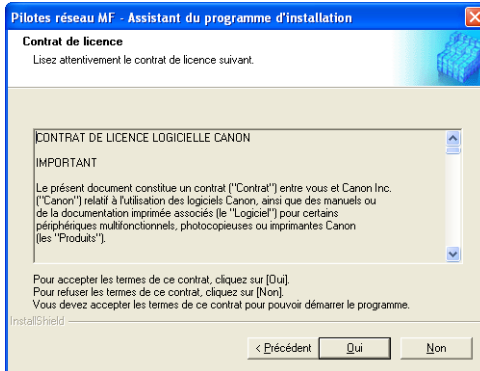 Pilotes réseau MF - Assistant du programme d'installation
Contrat de licence
Lisez attentivement le contrat de licence suivant.
CONTRAT DE LICENCE LOGICIELLE CANON
IMPORTANT
Le présent document constitue un contrat ("Contrat") entre vous et Canon Inc.
("Canon") relatif à l'utilisation des logiciels Canon, ainsi que des manuels ou
de la documentation imprimée associés (le "Logiciel") pour certains
périphériques multifonctionnels, photocopieuses ou imprimantes Canon
(les "Produits").
Pour accepter les termes de ce contrat, cliquez sur [Oui].
Pour refuser les termes de ce contrat, cliquez sur [Non].
Vous devez accepter les termes de ce contrat pour pouvoir démarrer le programme.
InstallShield
< Précédent Oui Non